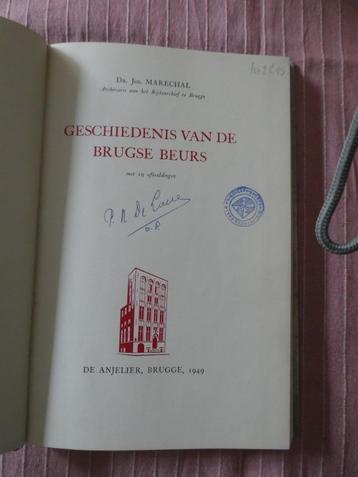 DR. JOS. MARECHAL
Archivaris aan het Rijksarchief te Brugge
GESCHIEDENIS VAN DE
BRUGSE BEURS
met 19 afbeeldingen
O.P.
DE ANJELIER, BRUGGE, 1949